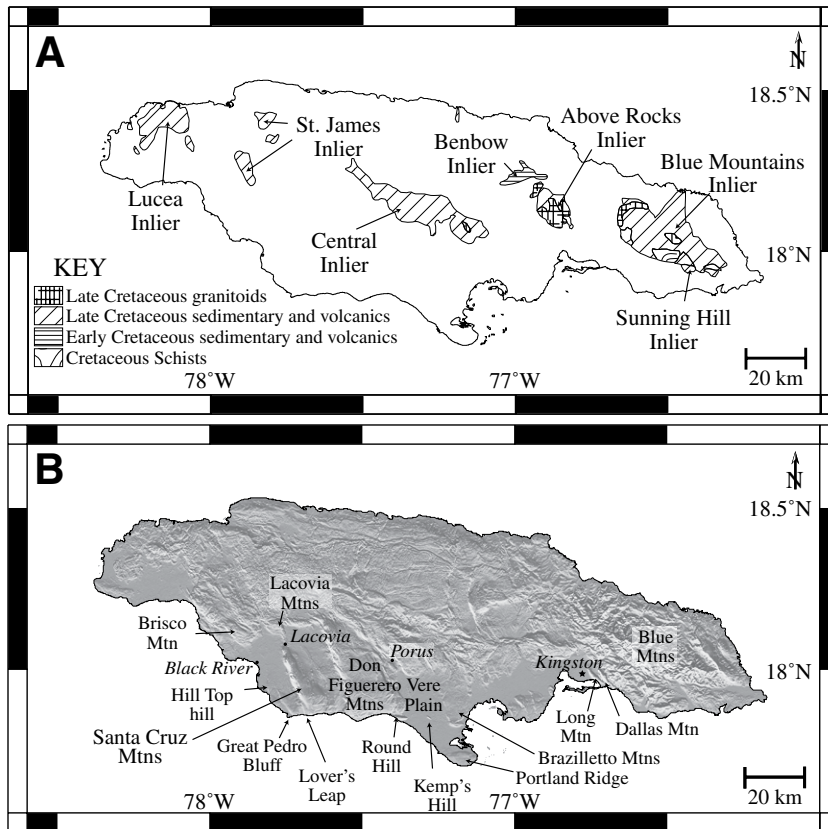 A
N
18.5°N
Above Rocks
Inlier
St. James
Inlier
Benbow
Inlier
Blue Mountains
Inlier
Lucea
Inlier
Central
Inlier
18°N
KEY
Late Cretaceous granitoids
Late Cretaceous sedimentary and volcanics
Early Cretaceous sedimentary and volcanics
Cretaceous Schists
Sunning Hill
Inlier
78°W
77°W
20 km
B
N
18.5°N
Lacovia
Mtns
Brisco
Mtn
Lacovia
Blue
Mtns
Porus
Black River
Don
Figuerero
Mtns
Vere
Plain
Kingston
18°N
Hill Top
hill
Santa Cruz
Mtns
Great Pedro
Bluff
Lover's
Leap
Round
Hill
Kemp's
Hill
Long
Mtn
Dallas Mtn
Brazilletto Mtns
Portland Ridge
78°W
77°W
20 km